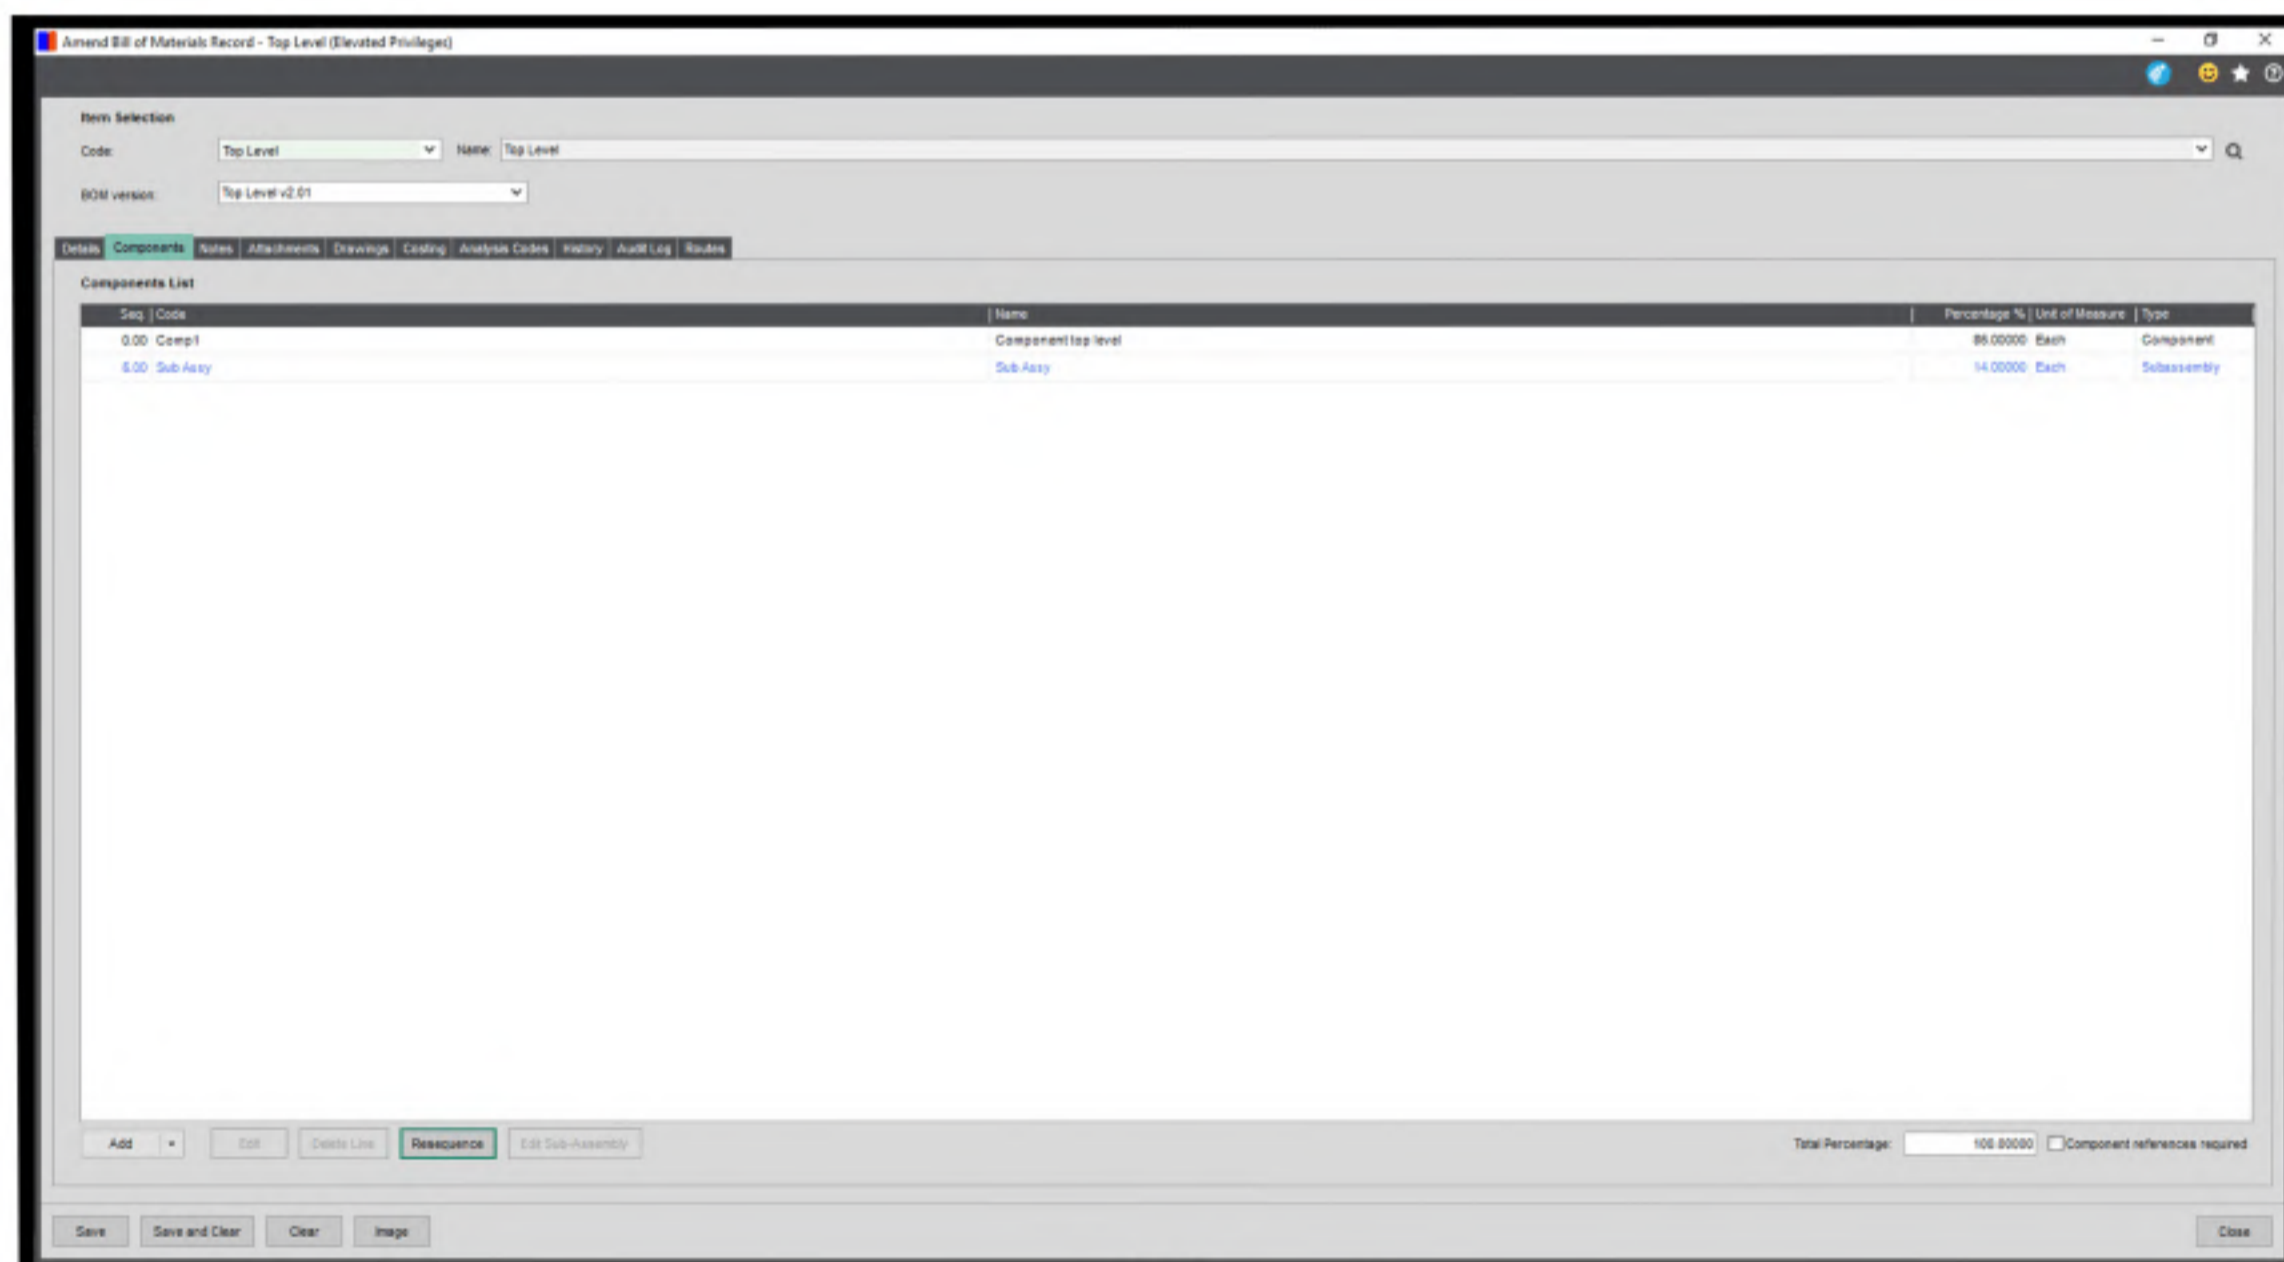 Amend Bill of Materials Record - Top Level (Elevated Privileges)
Item Selection
Code: Top Level Name: Top Level
BOM version: Top Level v2.01
Details Components Notes Attachments Drawings Costing Analysis Codes History Audit Log Routes
Components List
Seq. Code Name Percentage % Unit of Measure Type
0.00 Comp1 Component top level 86.00000 Each Component
5.00 Sub Assy Sub Assy 14.00000 Each Subassembly
Add Edit Delete Line Resequence Edit Sub-Assembly Total Percentage: 100.00000 Component references required
Save Save and Clear Clear Image Close